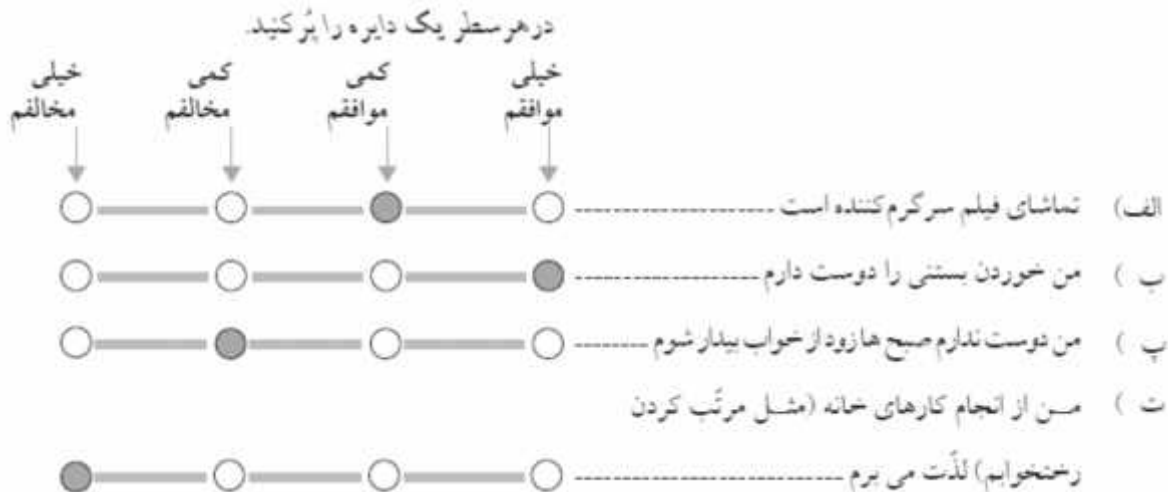 در هر سطر یک دایره را پُر کنید.
خیلی موافقم
کمی موافقم
کمی مخالفم
خیلی مخالفم
الف) تماشای فیلم سرگرم‌کننده است
ب ) من خوردن بستنی را دوست دارم
پ ) من دوست ندارم صبح ها زود از خواب بیدار شوم
ت ) مـن از انجام کارهای خانه (مثـل مرتّب کردن
رختخوابم) لذّت می برم